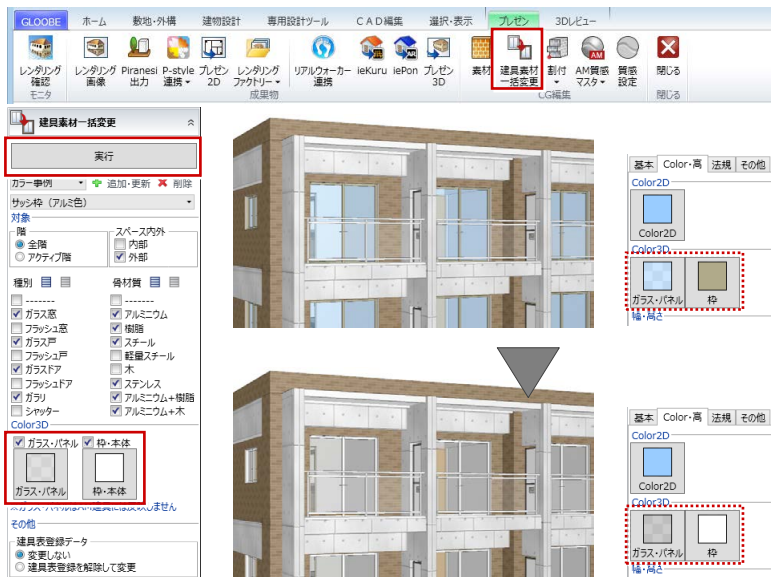 GLOOBE ホーム 敷地・外構 建物設計 専用設計ツール CAD編集 選択・表示 プレゼン 3Dレビュー
レンダリング レンダリング Piranesi P-style プレゼン レンダリング リアルウォーカー ieKuru iePon プレゼン 素材 建具素材 割付 AM質感 質感 閉じる
確認 画像 出力 連携 2D ファクトリー 連携 3D 一括変更 マスタ 設定
モニタ 成果物 CG編集 閉じる
建具素材一括変更
実行
カラー事例 追加・更新 削除
サッシ枠（アルミ色）
対象
階 スペース内外
全階 内部
アクティブ階 外部
種別 骨材質
------- -------
ガラス窓 アルミニウム
フラッシュ窓 樹脂
ガラス戸 スチール
フラッシュ戸 軽量スチール
ガラスドア 木
フラッシュドア ステンレス
ガラリ アルミニウム+樹脂
シャッター アルミニウム+木
Color3D
ガラス・パネル 枠・本体
ガラス・パネル 枠・本体
その他
建具表登録データ
変更しない
建具表登録を解除して変更
基本 Color・高 法規 その他
Color2D
Color2D
Color3D
ガラス・パネル 枠
幅・高さ
基本 Color・高 法規 その他
Color2D
Color2D
Color3D
ガラス・パネル 枠
幅・高さ